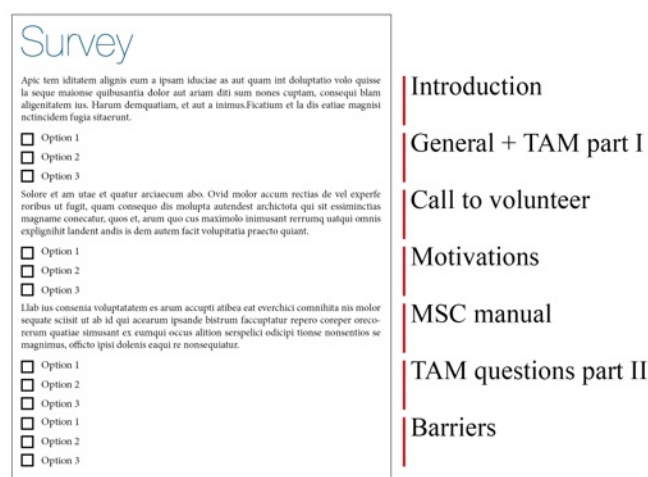 Survey
Apic tem iditatem alignis eum a ipsam iduciae as aut quam int doluptatio volo quisse
la seque maionse quibusantia dolor aut ariam diti sum nones cuptam, consequi blam
aligenitatem ius. Harum demquatiam, et aut a inimus.Ficatium et la dis eatiae magnisi
nctincidem fugia sitaerunt.
Option 1
Option 2
Option 3
Solore et am utae et quatur arciaecum abo. Ovid molor accum rectias de vel experfe
roribus ut fugit, quam consequo dis molupta autendest archictota qui sit essiminctias
magname conecatur, quos et, arum quo cus maximolo inimusant rerrumq uatqui omnis
explignihit landent andis is dem autem facit volupitatia praecto quiant.
Option 1
Option 2
Option 3
Llab ius consenia voluptatatem es arum accupti atibea eat everchici comnihita nis molor
sequate sciisit ut ab id qui acearum ipsande bistrum faccuptatur repero coreper oreco-
rerum quatiae simusant ex eumqui occus alition serspelici odicipi tionse nonsentios se
magnimus, officto ipisi dolenis eaqui re nonsequiatur.
Option 1
Option 2
Option 3
Option 1
Option 2
Option 3
Introduction
General + TAM part I
Call to volunteer
Motivations
MSC manual
TAM questions part II
Barriers